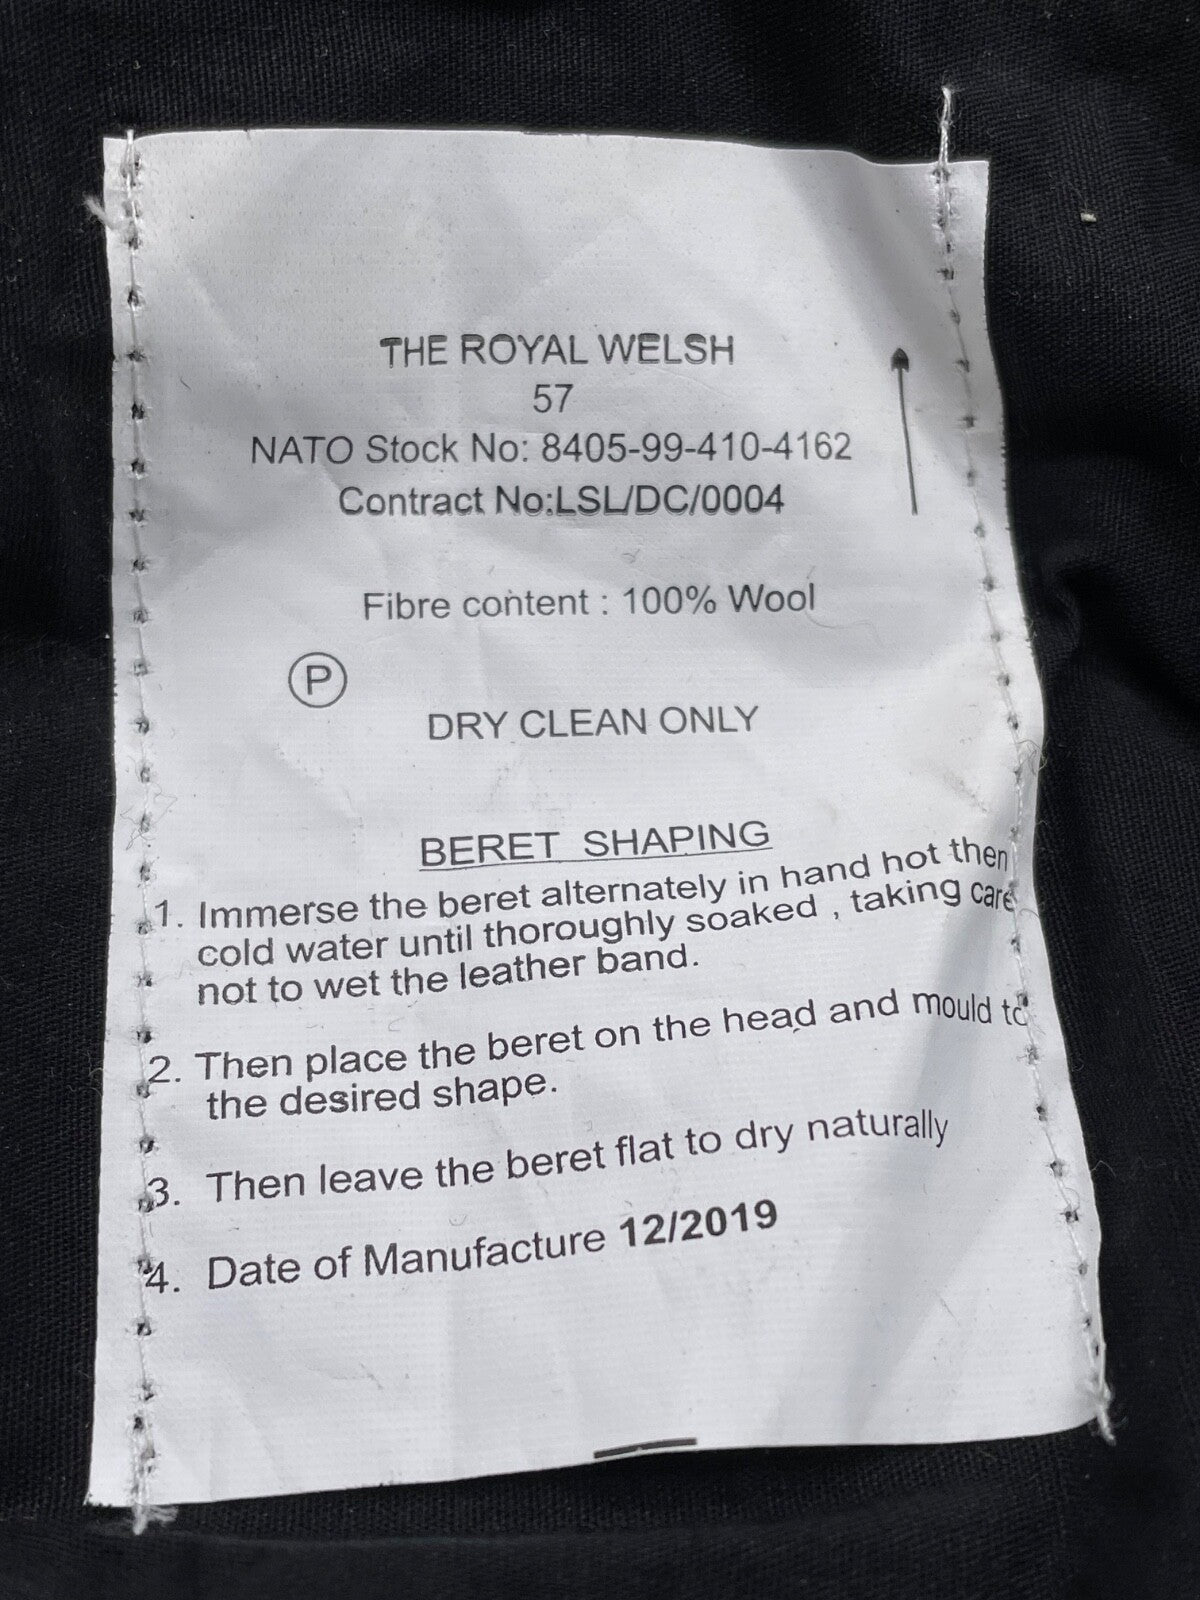 THE ROYAL WELSH
57
NATO Stock No: 8405-99-410-4162
Contract No:LSL/DC/0004
Fibre content : 100% Wool
P
DRY CLEAN ONLY
BERET SHAPING
1. Immerse the beret alternately in hand hot then
cold water until thoroughly soaked , taking care
not to wet the leather band.
2. Then place the beret on the head and mould to
the desired shape.
3. Then leave the beret flat to dry naturally
4. Date of Manufacture 12/2019